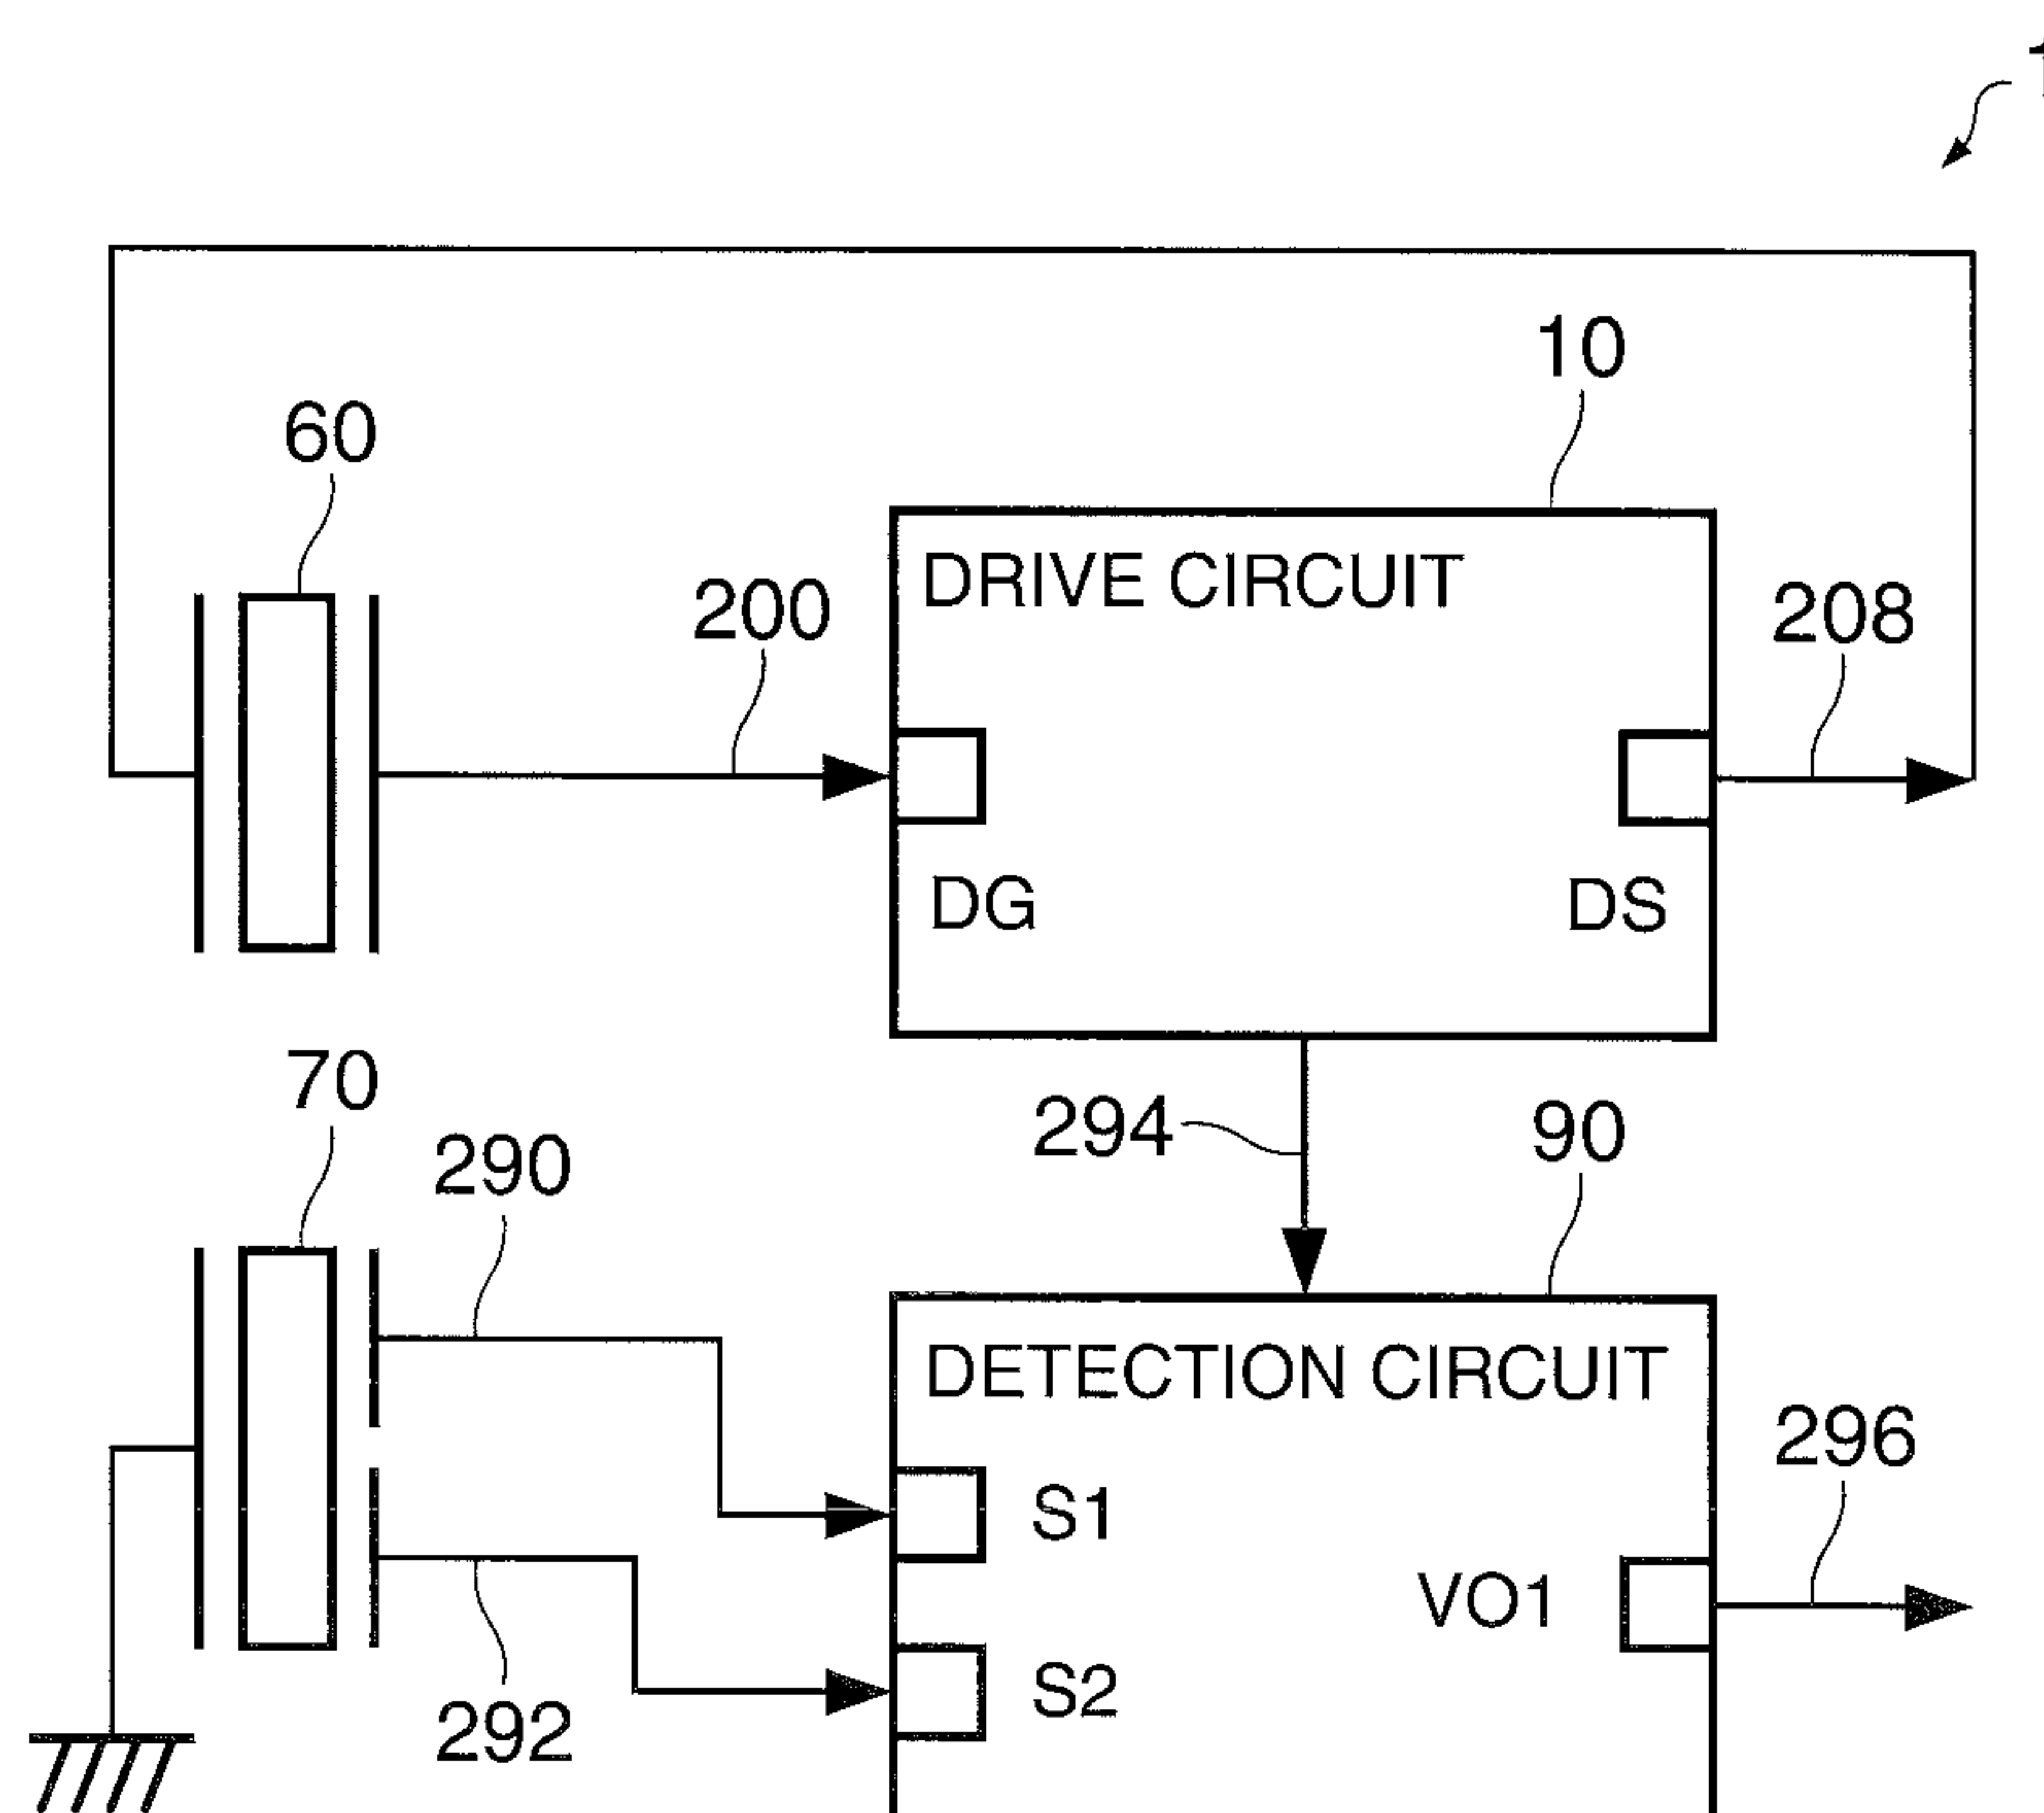 10
60
200
DRIVE CIRCUIT
208
DG
DS
70
294
90
290
DETECTION CIRCUIT
296
S1
VO1
S2
292